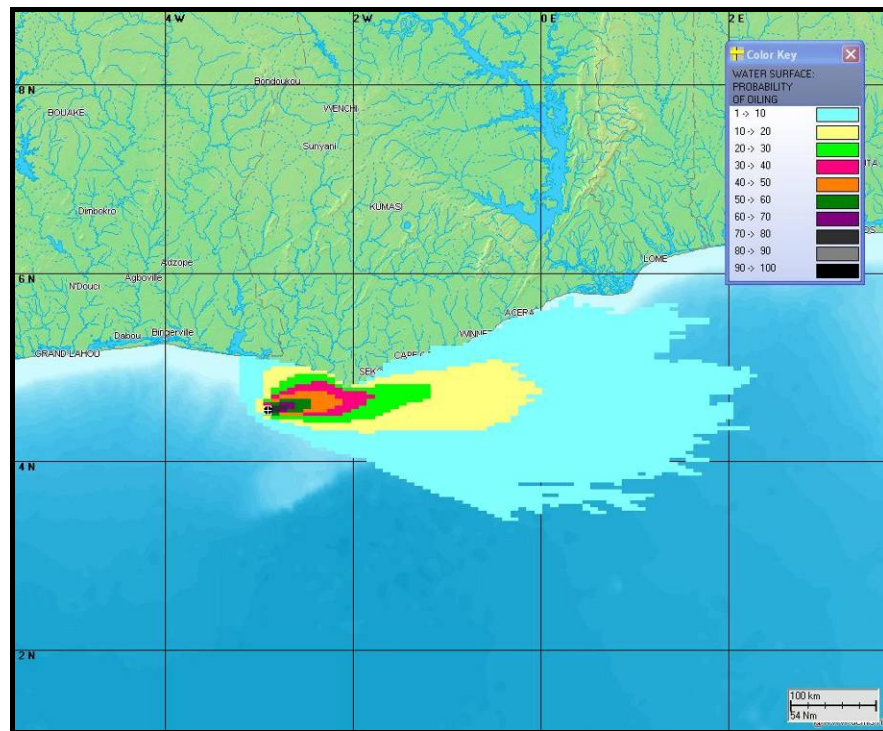 4 W
2 W
0 E
2 E
Color Key
WATER SURFACE:
PROBABILITY
OF OILING
1 -> 10
10 -> 20
20 -> 30
30 -> 40
40 -> 50
50 -> 60
60 -> 70
70 -> 80
80 -> 90
90 -> 100
8 N
Bondoukou
BOUAKE
WENCHI
Sunyani
Dimbokro
KUMASI
Adzope
LOME
6 N
Agboville
N'Douci
ACERA
Dabou
Bingerville
WINNE
GRAND LAHOU
CAPE
SEK
4 N
2 N
100 km
54 Nm